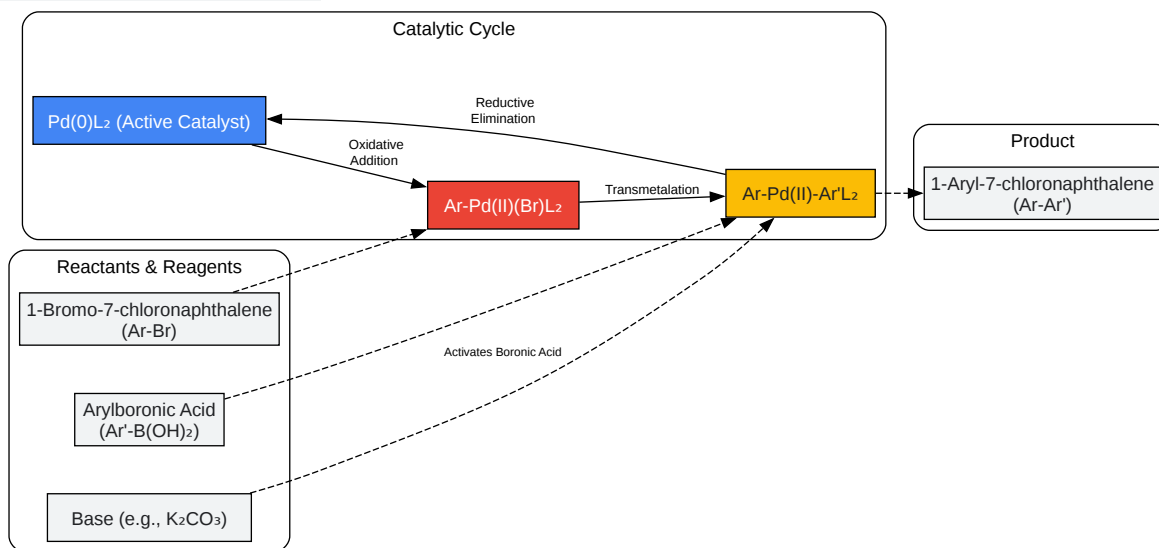 Catalytic Cycle
Pd(0)L₂ (Active Catalyst)
Reductive
Elimination
Oxidative
Addition
Ar-Pd(II)(Br)L₂
Transmetalation
Ar-Pd(II)-Ar'L₂
Product
1-Aryl-7-chloronaphthalene
(Ar-Ar')
Reactants & Reagents
1-Bromo-7-chloronaphthalene
(Ar-Br)
Arylboronic Acid
(Ar'-B(OH)₂)
Activates Boronic Acid
Base (e.g., K₂CO₃)